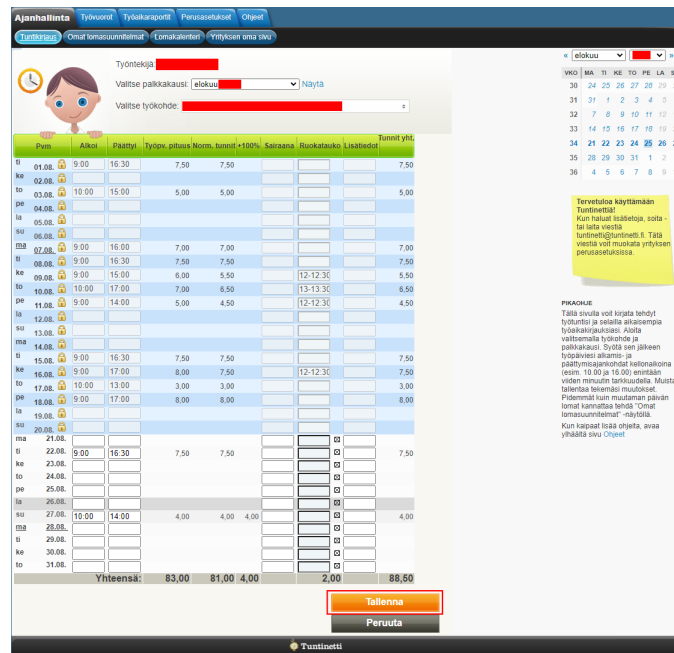 Ajanhallinta Työvuorot Työaikaraportit Perusasetukset Ohjeet
Tuntikirjaus Omat lomasuunnitelmat Lomakalenteri Yrityksen oma sivu
Työntekijä:
Valitse palkkakausi: elokuu Näytä
Valitse työkohde:
Pvm Alkoi Päättyi Työpv. pituus Norm. tunnit +100% Sairaana Ruokatauko Lisätiedot Tunnit yht.
ti 01.08. 9:00 16:30 7,50 7,50 7,50
ke 02.08.
to 03.08. 10:00 15:00 5,00 5,00 5,00
pe 04.08.
la 05.08.
su 06.08.
ma 07.08. 9:00 16:00 7,00 7,00 7,00
ti 08.08. 9:00 16:30 7,50 7,50 7,50
ke 09.08. 9:00 15:00 6,00 5,50 12-12:30 5,50
to 10.08. 10:00 17:00 7,00 6,50 13-13:30 6,50
pe 11.08. 9:00 14:00 5,00 4,50 12-12:30 4,50
la 12.08.
su 13.08.
ma 14.08.
ti 15.08. 9:00 16:30 7,50 7,50 7,50
ke 16.08. 9:00 17:00 8,00 7,50 12-12:30 7,50
to 17.08. 10:00 13:00 3,00 3,00 3,00
pe 18.08. 9:00 17:00 8,00 8,00 8,00
la 19.08.
su 20.08.
ma 21.08.
ti 22.08. 9:00 16:30 7,50 7,50 7,50
ke 23.08.
to 24.08.
pe 25.08.
la 26.08.
su 27.08. 10:00 14:00 4,00 4,00 4,00 4,00
ma 28.08.
ti 29.08.
ke 30.08.
to 31.08.
Yhteensä: 83,00 81,00 4,00 2,00 88,50
Tallenna
Peruuta
Tuntinetti
« elokuu »
VKO MA TI KE TO PE LA S
30 24 25 26 27 28 29
31 31 1 2 3 4 5
32 7 8 9 10 11 12
33 14 15 16 17 18 19
34 21 22 23 24 25 26
35 28 29 30 31 1 2
36 4 5 6 7 8 9
Tervetuloa käyttämään
Tuntinettiä!
Kun haluat lisätietoja, soita -
tai laita viestiä
tuntinetti@tuntinetti.fi. Tätä
viestiä voit muokata yrityksen
perusasetuksissa.
PIKAOHJE
Tällä sivulla voit kirjata tehdyt
työtuntisi ja selailla aikaisempia
työaikakirjauksiasi. Aloita
valitsemalla työkohde ja
palkkakausi. Syötä sen jälkeen
työpäiviesi alkamis- ja
päättymisajankohdat kellonaikoina
(esim. 10.00 ja 16.00) enintään
viiden minuutin tarkkuudella. Muista
tallentaa tekemäsi muutokset.
Pidemmät kuin muutaman päivän
lomat kannattaa tehdä "Omat
lomasuunnitelmat" -näytöllä.
Kun kaipaat lisää ohjeita, avaa
ylhäältä sivu Ohjeet